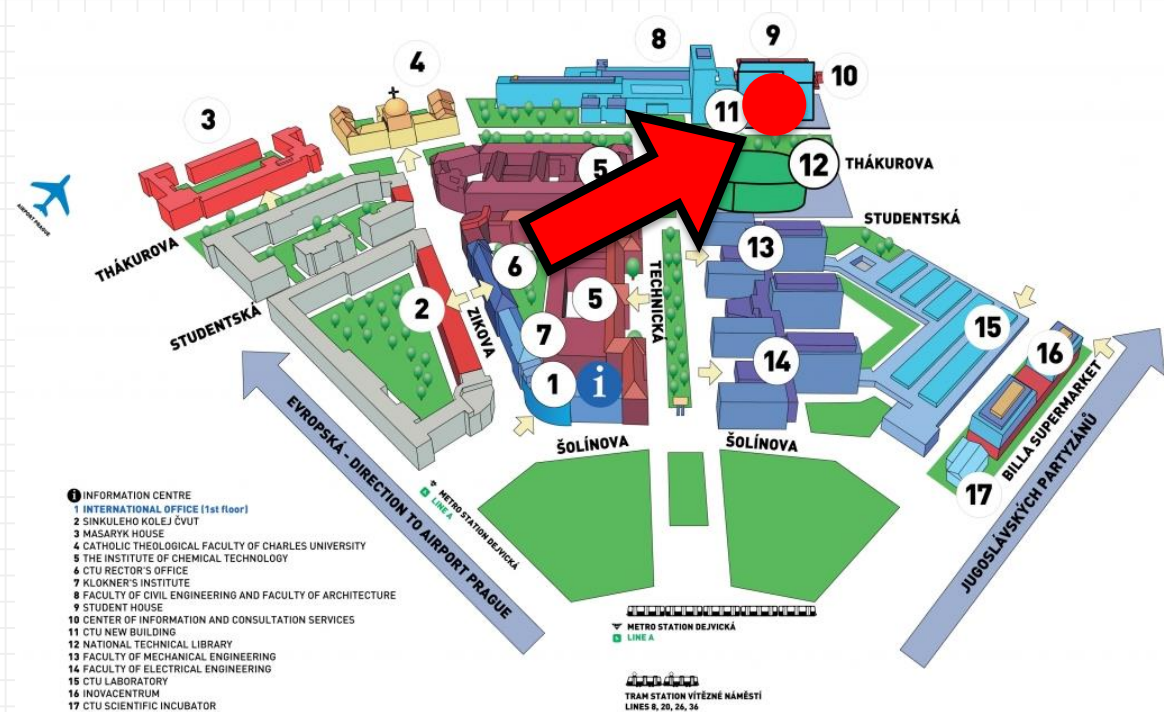 8
9
4
10
11
3
5
12
THÁKUROVA
STUDENTSKÁ
AIRPORT PRAGUE
13
THÁKUROVA
6
TECHNICKÁ
2
5
ZIKOVA
STUDENTSKÁ
15
7
16
14
1
i
EVROPSKÁ - DIRECTION TO AIRPORT PRAGUE
ŠOLÍNOVA
ŠOLÍNOVA
BILLA SUPERMARKET
17
JUGOSLÁVSKÝCH PARTYZÁNŮ
METRO STATION DEJVICKÁ
LINE A
i INFORMATION CENTRE
1 INTERNATIONAL OFFICE (1st floor)
2 SINKULEHO KOLEJ ČVUT
3 MASARYK HOUSE
4 CATHOLIC THEOLOGICAL FACULTY OF CHARLES UNIVERSITY
5 THE INSTITUTE OF CHEMICAL TECHNOLOGY
6 CTU RECTOR'S OFFICE
7 KLOKNER'S INSTITUTE
8 FACULTY OF CIVIL ENGINEERING AND FACULTY OF ARCHITECTURE
9 STUDENT HOUSE
10 CENTER OF INFORMATION AND CONSULTATION SERVICES
11 CTU NEW BUILDING
12 NATIONAL TECHNICAL LIBRARY
13 FACULTY OF MECHANICAL ENGINEERING
14 FACULTY OF ELECTRICAL ENGINEERING
15 CTU LABORATORY
16 INOVACENTRUM
17 CTU SCIENTIFIC INCUBATOR
METRO STATION DEJVICKÁ
LINE A
TRAM STATION VÍTĚZNÉ NÁMĚSTÍ
LINES 8, 20, 26, 36